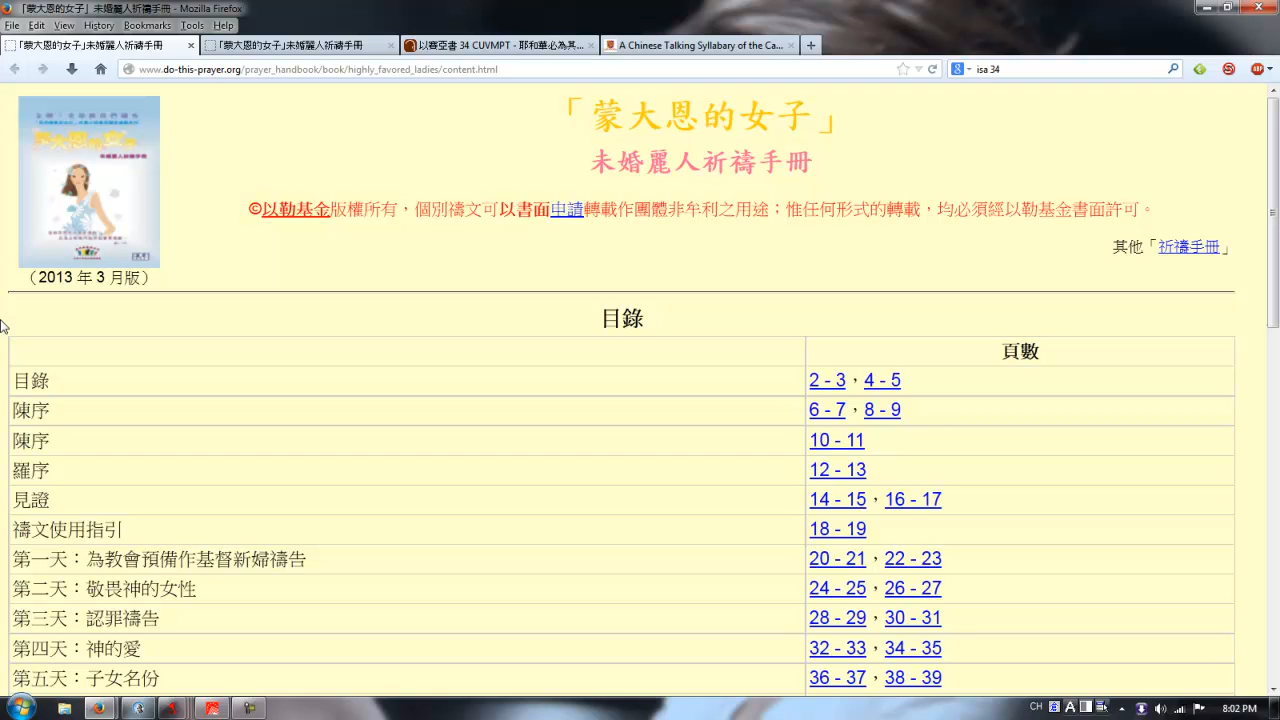 「蒙大恩的女子」未婚麗人祈禱手冊 - Mozilla Firefox
File Edit View History Bookmarks Tools Help
「蒙大恩的女子」未婚麗人祈禱手冊 「蒙大恩的女子」未婚麗人祈禱手冊 以賽亞書 34 CUVMPT - 耶和華必為其... A Chinese Talking Syllabary of the Ca...
www.do-this-prayer.org/prayer_handbook/book/highly_favored_ladies/content.html isa 34
「蒙大恩的女子」
未婚麗人祈禱手冊
©以勒基金版權所有，個別禱文可以書面申請轉載作團體非牟利之用途；惟任何形式的轉載，均必須經以勒基金書面許可。
其他「祈禱手冊」
未婚麗人祈禱手冊
（2013 年 3 月版）
目錄
頁數
目錄 2 - 3，4 - 5
陳序 6 - 7，8 - 9
陳序 10 - 11
羅序 12 - 13
見證 14 - 15，16 - 17
禱文使用指引 18 - 19
第一天：為教會預備作基督新婦禱告 20 - 21，22 - 23
第二天：敬畏神的女性 24 - 25，26 - 27
第三天：認罪禱告 28 - 29，30 - 31
第四天：神的愛 32 - 33，34 - 35
第五天：子女名份 36 - 37，38 - 39
CH 8:02 PM